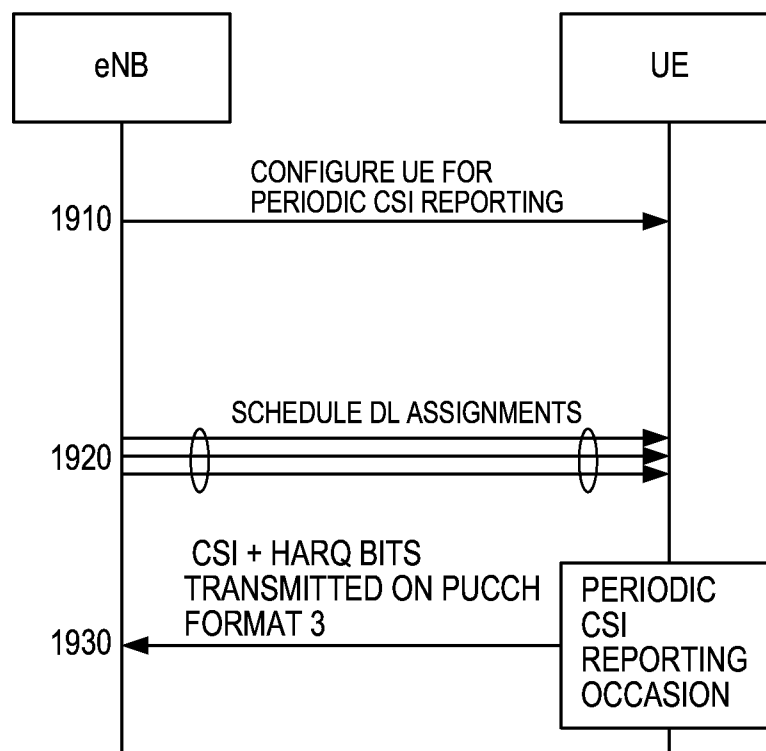 eNB
UE
CONFIGURE UE FOR
PERIODIC CSI REPORTING
1910
SCHEDULE DL ASSIGNMENTS
1920
CSI + HARQ BITS
TRANSMITTED ON PUCCH
FORMAT 3
1930
PERIODIC
CSI
REPORTING
OCCASION